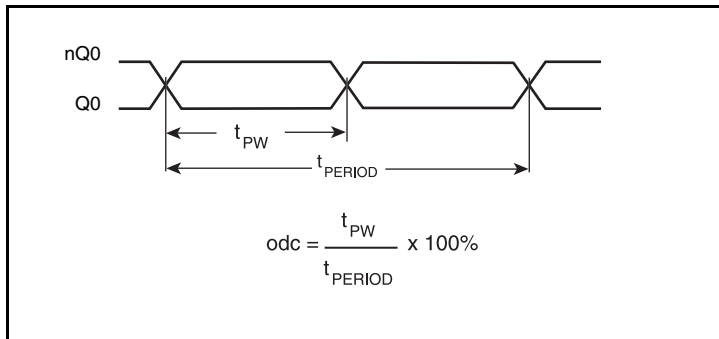 nQ0
Q0
tPW
tPERIOD
odc = tPW / tPERIOD x 100%